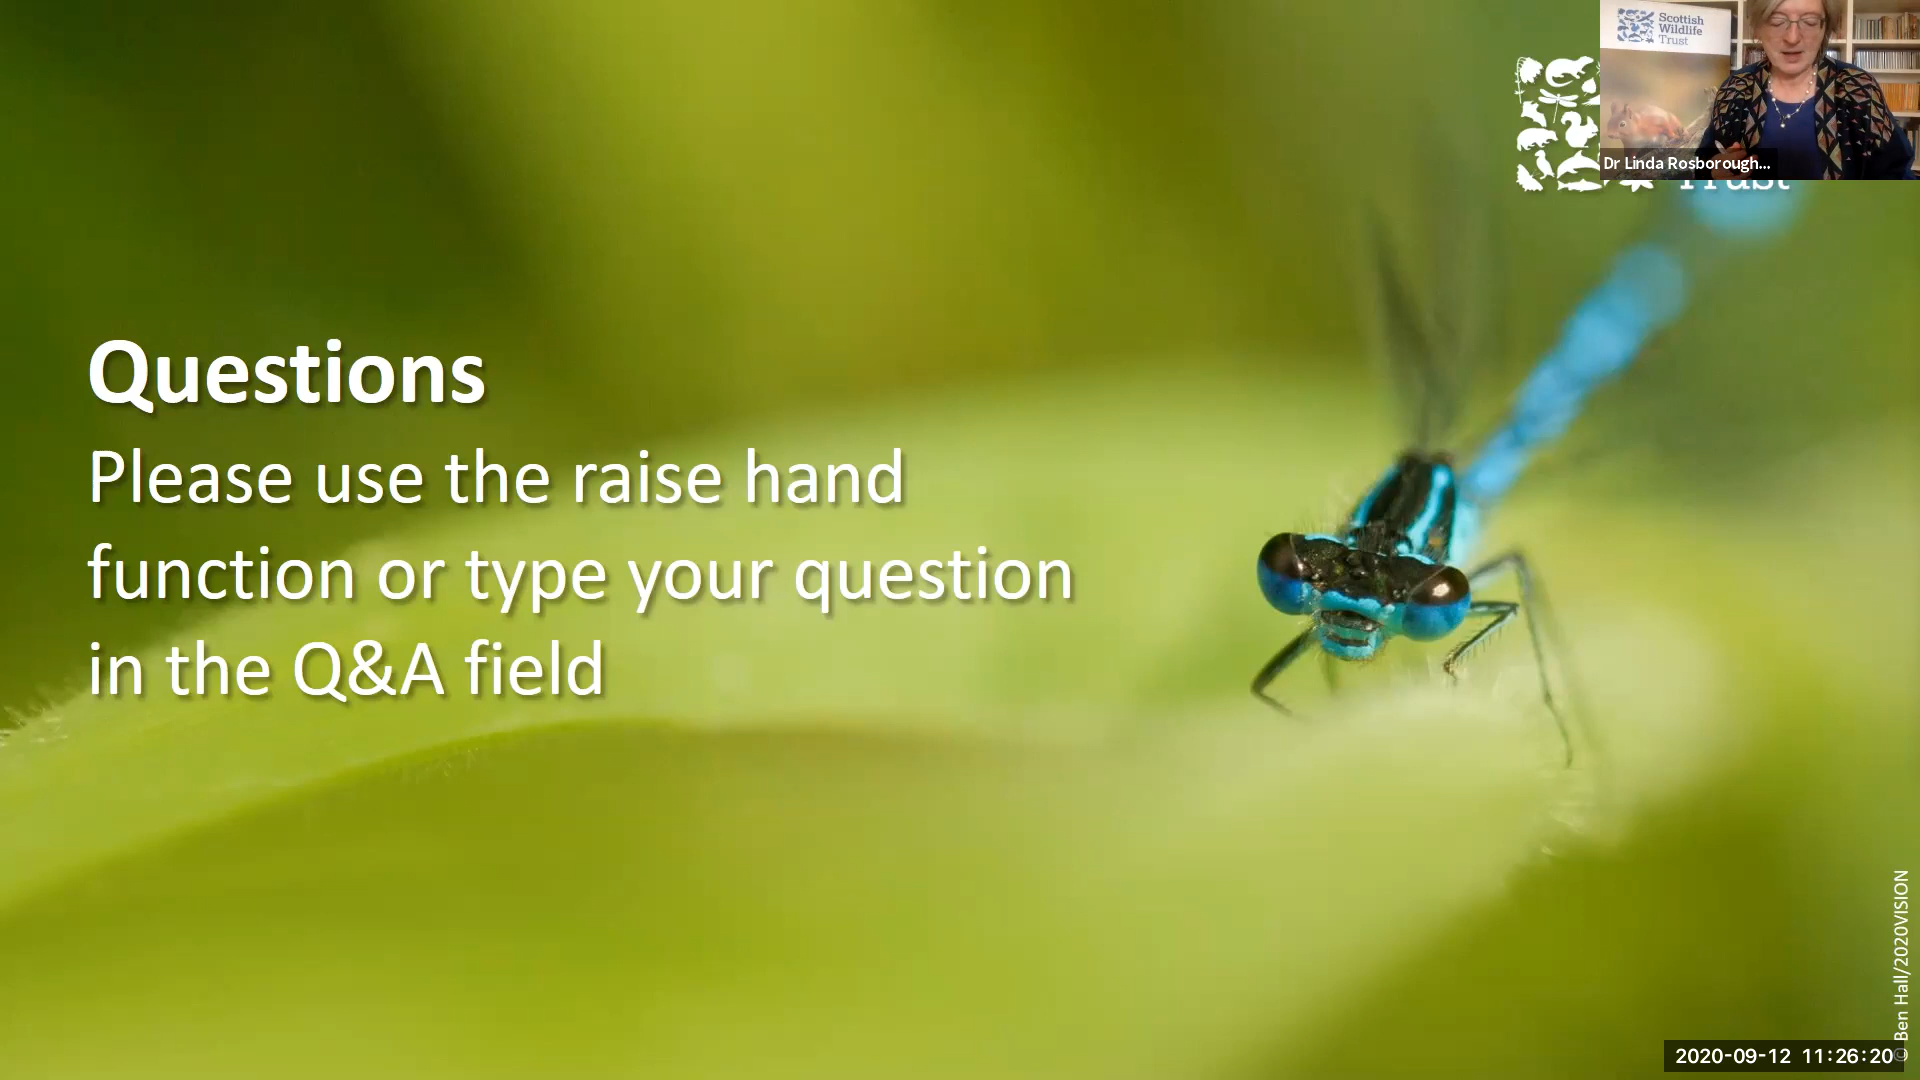 Scottish
Wildlife
Trust
Dr Linda Rosborough...
Trust
Questions
Please use the raise hand
function or type your question
in the Q&A field
© Ben Hall/2020VISION
2020-09-12 11:26:20